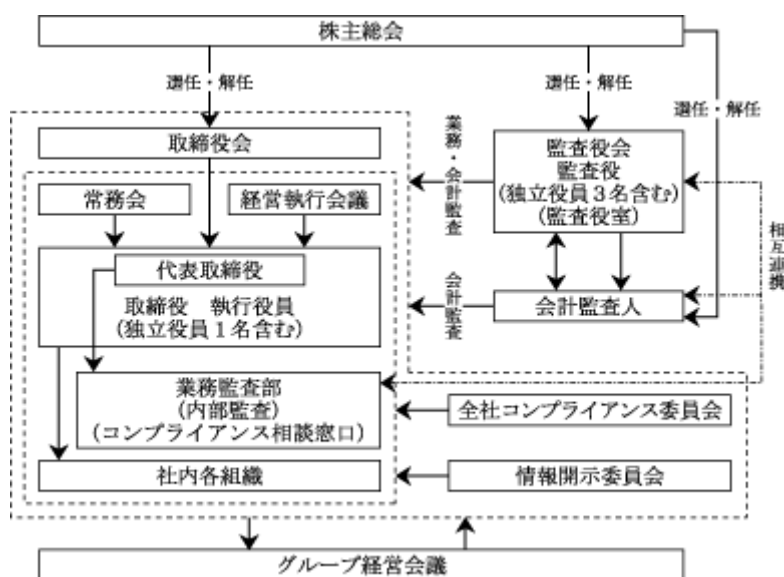 株主総会
選任・解任
選任・解任
選任・解任
取締役会
業務・会計監査
監査役会
監査役
(独立役員3名含む)
(監査役室)
相互連携
常務会
経営執行会議
代表取締役
取締役 執行役員
(独立役員1名含む)
会計監査
会計監査人
業務監査部
(内部監査)
(コンプライアンス相談窓口)
全社コンプライアンス委員会
社内各組織
情報開示委員会
グループ経営会議